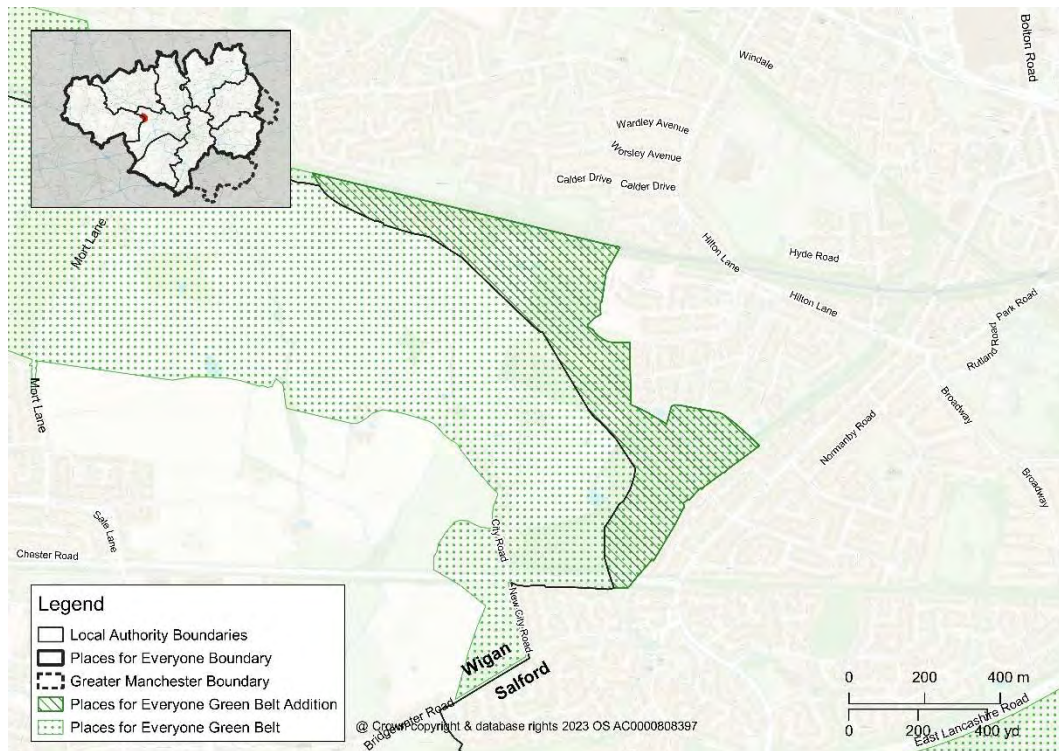 Bolton Road
Windale
Wardley Avenue
Worsley Avenue
Calder Drive
Calder Drive
Mort Lane
Hilton Lane
Hyde Road
Hilton Lane
Park Road
Rutland Road
Mort Lane
Broadway
Normanby Road
Broadway
Sale Lane
City Road
Chester Road
New City Road
Legend
Local Authority Boundaries
Places for Everyone Boundary
Greater Manchester Boundary
Places for Everyone Green Belt Addition
Places for Everyone Green Belt
Wigan
Salford
Bridgewater Road
@ Crown copyright & database rights 2023 OS AC0000808397
0 200 400 m
0 200 400 yd
East Lancashire Road